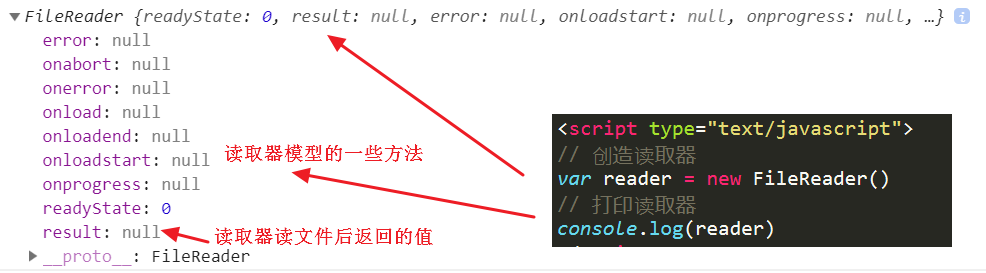 ▼FileReader {readyState: 0, result: null, error: null, onloadstart: null, onprogress: null, …} i
error: null
onabort: null
onerror: null
onload: null
onloadend: null
onloadstart: null
读取器模型的一些方法
onprogress: null
readyState: 0
result: null
读取器读文件后返回的值
▶__proto__: FileReader
<script type="text/javascript">
// 创造读取器
var reader = new FileReader()
// 打印读取器
console.log(reader)